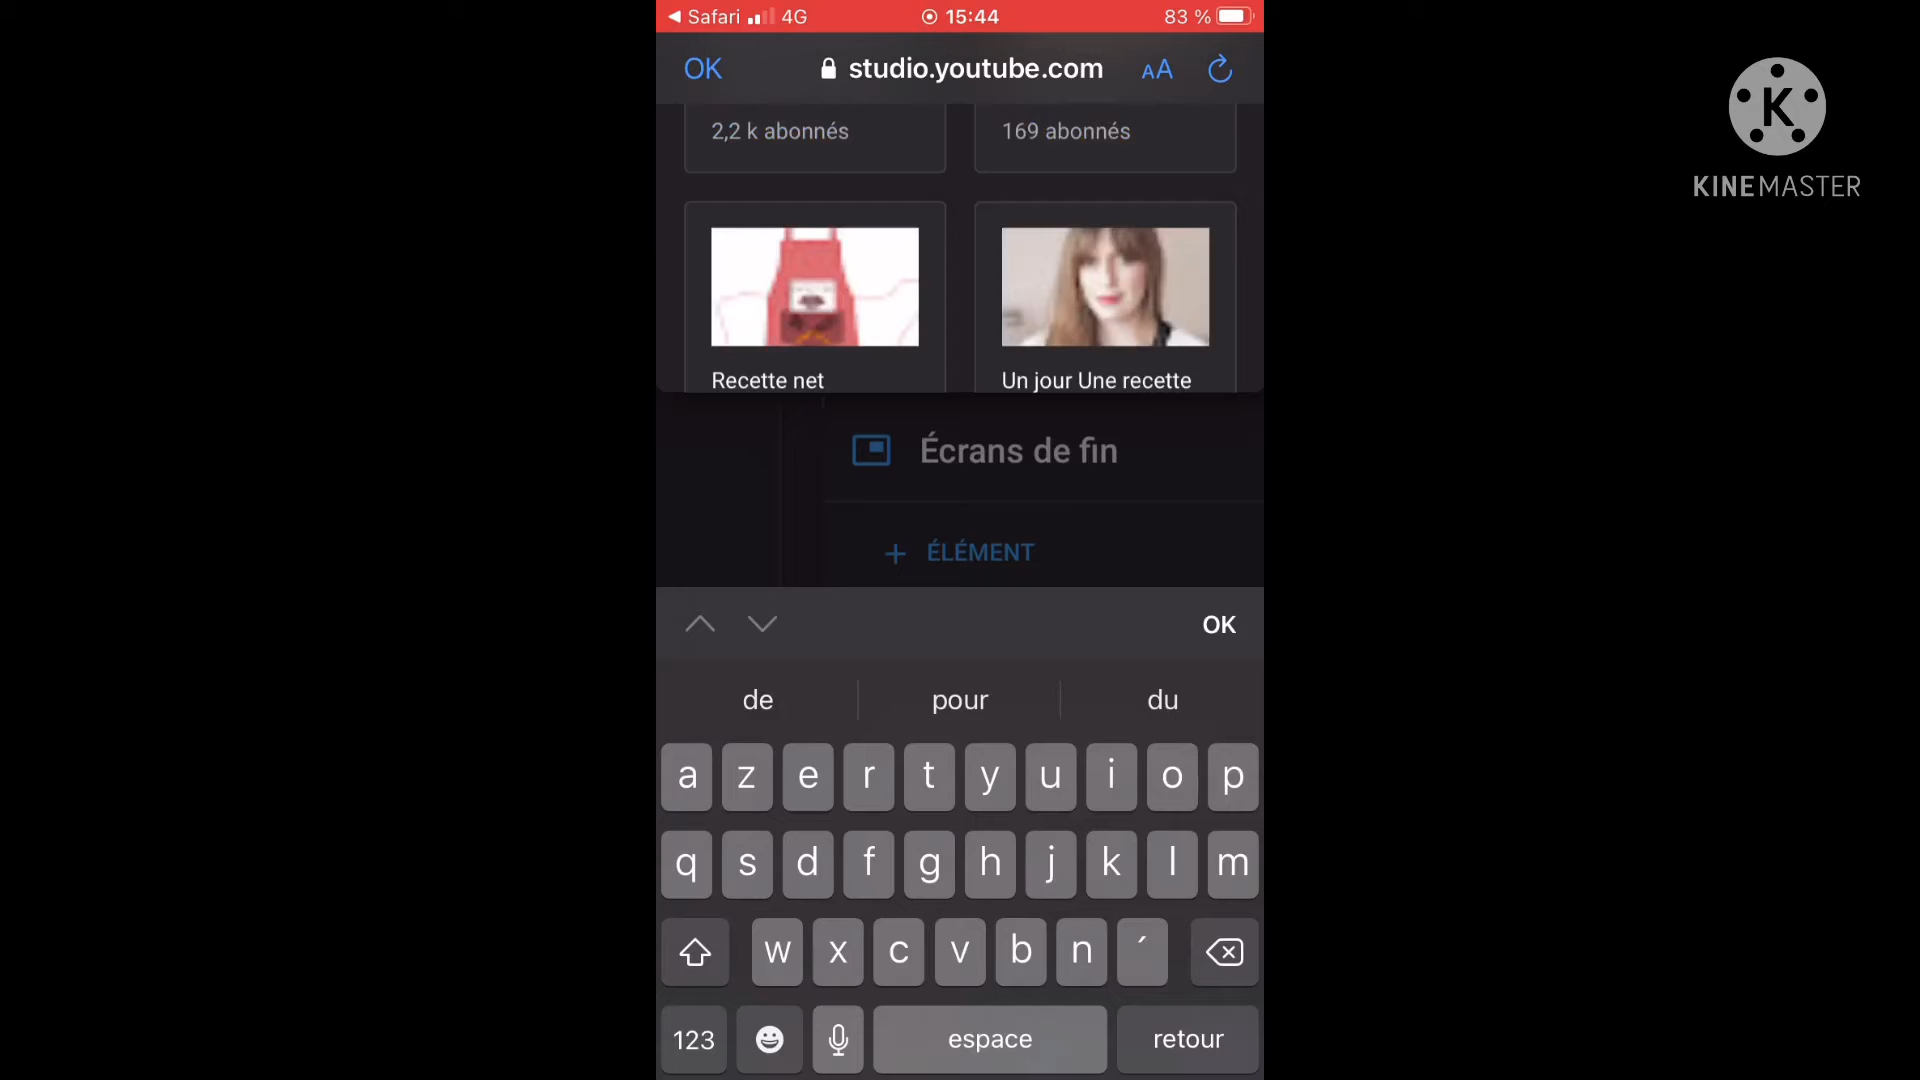 Safari 4G 15:44 83 %
OK studio.youtube.com AA
2,2 k abonnés 169 abonnés
Recette net Un jour Une recette
Écrans de fin
+ ÉLÉMENT
OK
de pour du
a z e r t y u i o p
q s d f g h j k l m
w x c v b n ´
123 espace retour
K
KINEMASTER